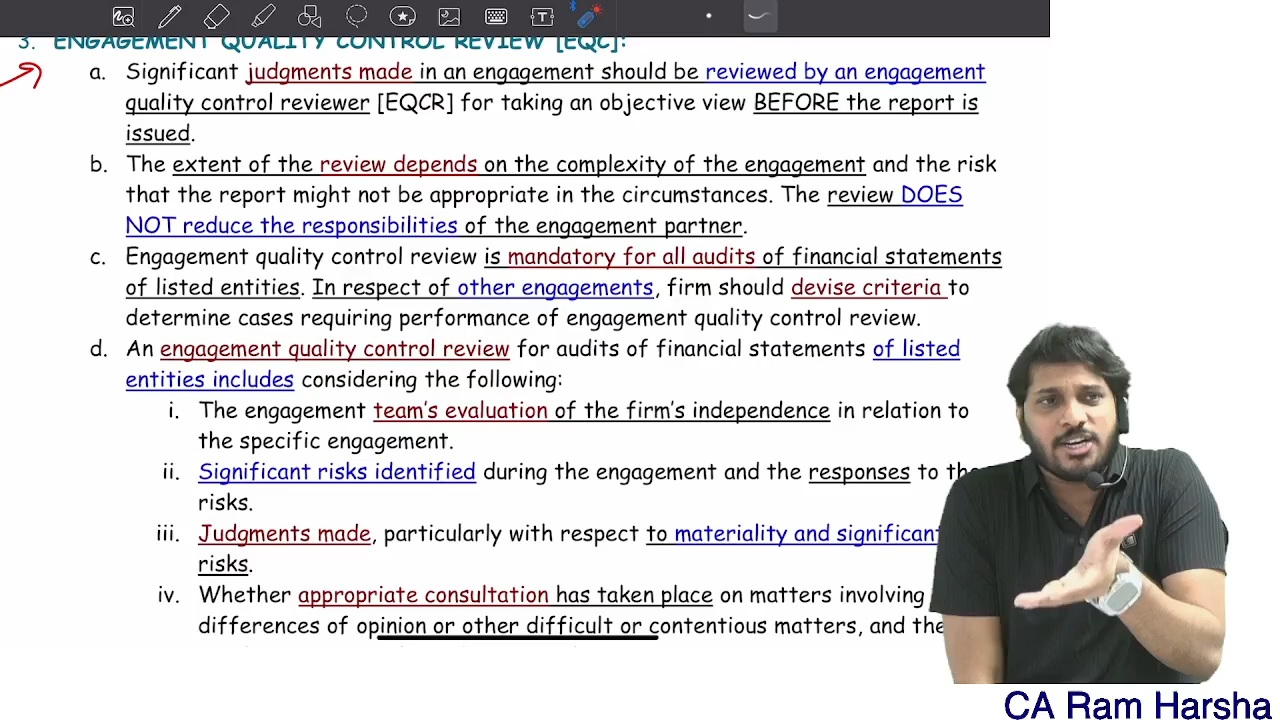 3. ENGAGEMENT QUALITY CONTROL REVIEW [EQC]:
a. Significant judgments made in an engagement should be reviewed by an engagement
quality control reviewer [EQCR] for taking an objective view BEFORE the report is
issued.
b. The extent of the review depends on the complexity of the engagement and the risk
that the report might not be appropriate in the circumstances. The review DOES
NOT reduce the responsibilities of the engagement partner.
c. Engagement quality control review is mandatory for all audits of financial statements
of listed entities. In respect of other engagements, firm should devise criteria to
determine cases requiring performance of engagement quality control review.
d. An engagement quality control review for audits of financial statements of listed
entities includes considering the following:
i. The engagement team's evaluation of the firm's independence in relation to
the specific engagement.
ii. Significant risks identified during the engagement and the responses to
risks.
iii. Judgments made, particularly with respect to materiality and significant
risks.
iv. Whether appropriate consultation has taken place on matters involving
differences of opinion or other difficult or contentious matters, and
CA Ram Harsha